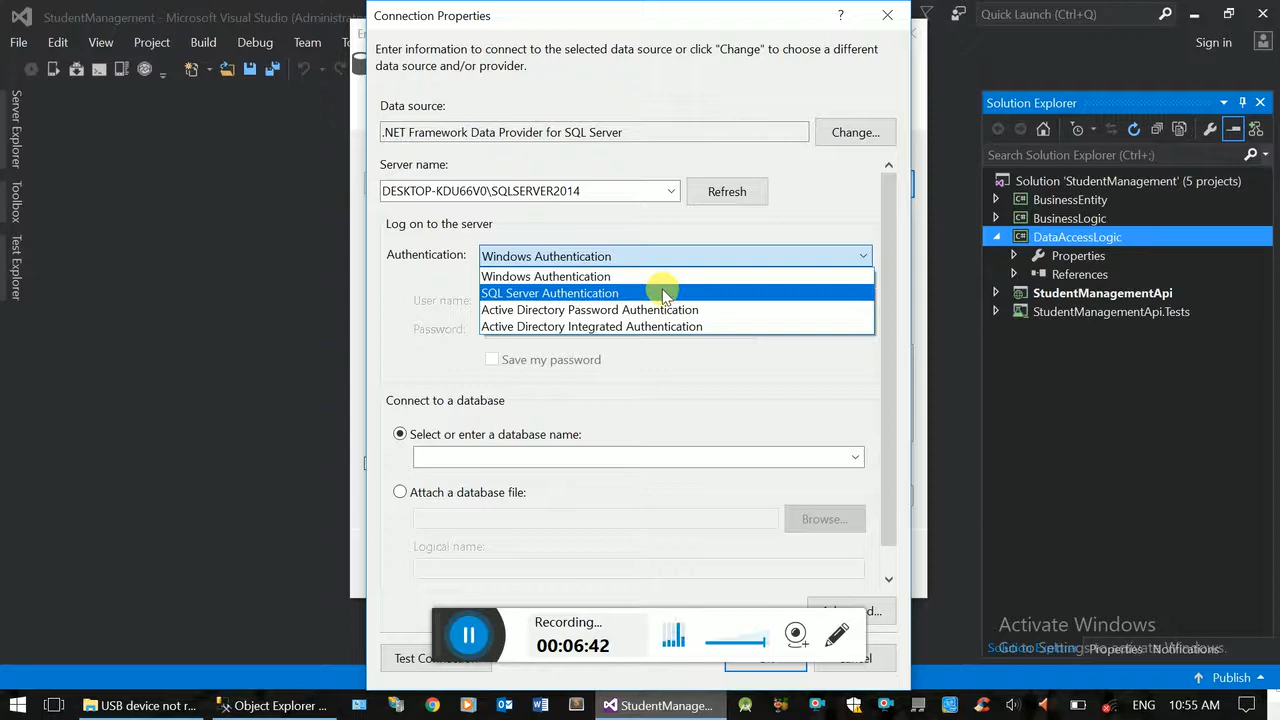 StudentManagement - Microsoft Visual Studio (Administra
Quick Launch (Ctrl+Q)
File Edit View Project Build Debug Team
Sign in
Server Explorer
Toolbox
Test Explorer
Connection Properties
?
Enter information to connect to the selected data source or click "Change" to choose a different
data source and/or provider.
Data source:
.NET Framework Data Provider for SQL Server
Change...
Server name:
DESKTOP-KDU66V0\SQLSERVER2014
Refresh
Log on to the server
Authentication:
Windows Authentication
Windows Authentication
SQL Server Authentication
Active Directory Password Authentication
Active Directory Integrated Authentication
User name:
Password:
Save my password
Connect to a database
Select or enter a database name:
Attach a database file:
Browse...
Logical name:
Recording...
00:06:42
Solution Explorer
Search Solution Explorer (Ctrl+;)
Solution 'StudentManagement' (5 projects)
BusinessEntity
BusinessLogic
DataAccessLogic
Properties
References
StudentManagementApi
StudentManagementApi.Tests
Activate Windows
Go to Settings to activate Windows.
Solution Explorer
Properties
Publish
USB device not r...
Object Explorer ...
StudentManage...
10:55 AM